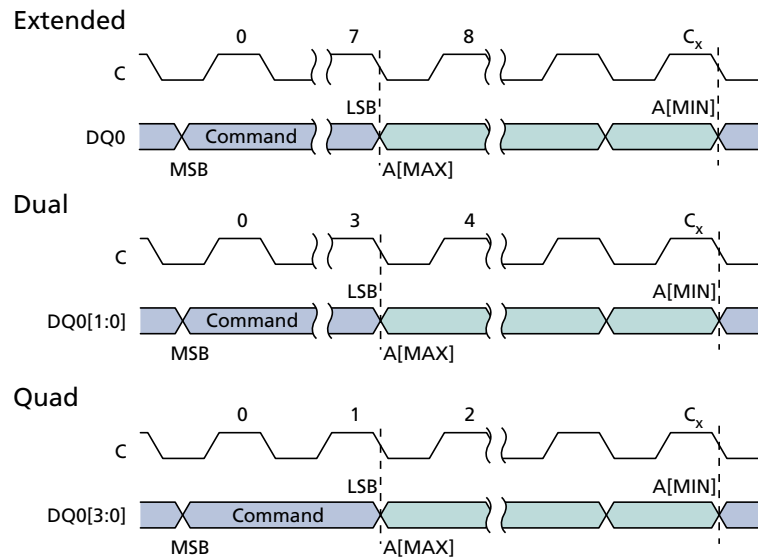 Extended
0 7 8 Cx
C
LSB A[MIN]
DQ0 Command
MSB A[MAX]
Dual
0 3 4 Cx
C
LSB A[MIN]
DQ0[1:0] Command
MSB A[MAX]
Quad
0 1 2 Cx
C
LSB A[MIN]
DQ0[3:0] Command
MSB A[MAX]